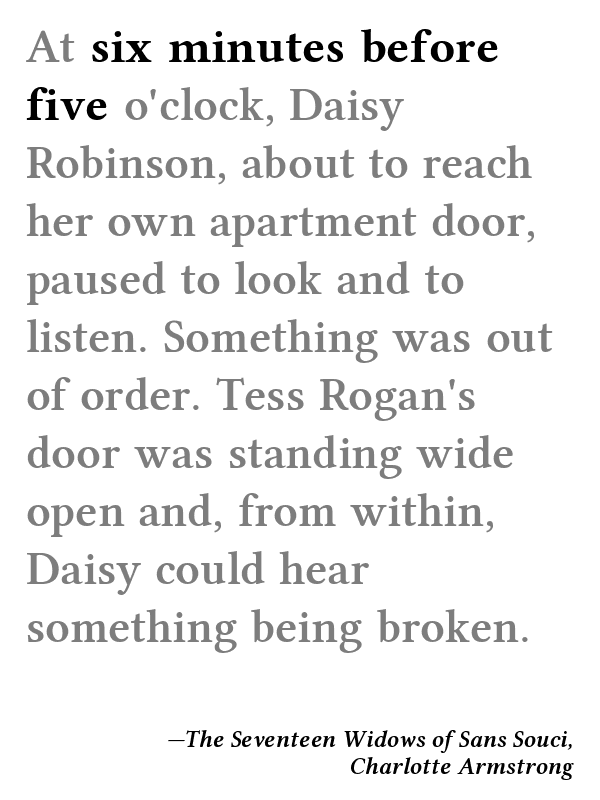 At six minutes before
five o'clock, Daisy
Robinson, about to reach
her own apartment door,
paused to look and to
listen. Something was out
of order. Tess Rogan's
door was standing wide
open and, from within,
Daisy could hear
something being broken.
—The Seventeen Widows of Sans Souci,
Charlotte Armstrong